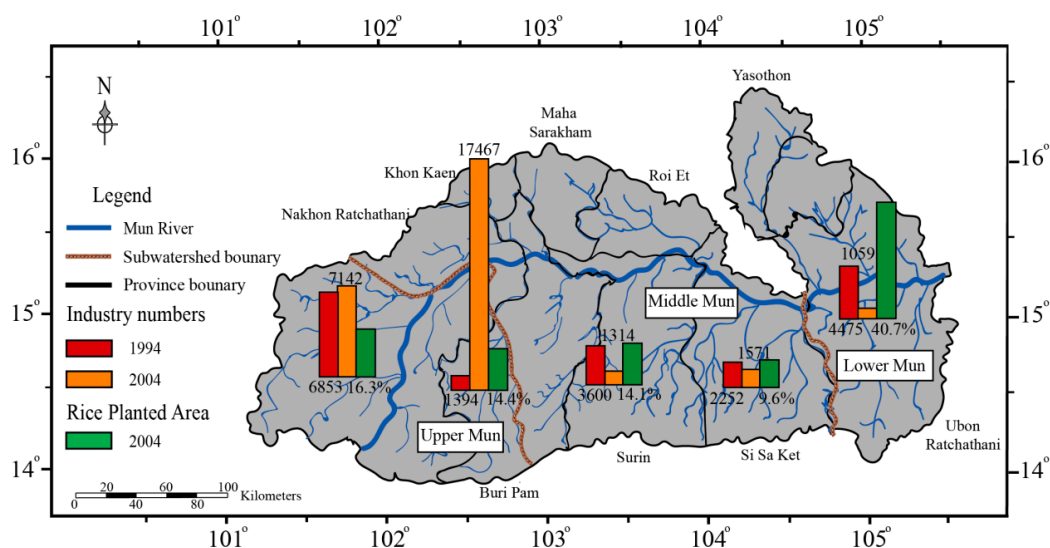 101° 102° 103° 104° 105°
Yasothon
N
Maha
Sarakham
16°
17467
16°
Khon Kaen
Roi Et
Legend
Nakhon Ratchathani
Mun River
Subwatershed bounary
Province bounary
1059
7142
15°
15°
Industry numbers
Middle Mun
1314
1994
4475 40.7%
Lower Mun
6853 16.3%
1394 14.4%
3600 14.1%
2252 9.6%
2004
Rice Planted Area
2004
Upper Mun
Surin
Si Sa Ket
Ubon
Ratchathani
14°
14°
Buri Pam
0 20 40 60 80 100
Kilometers
101° 102° 103° 104° 105°